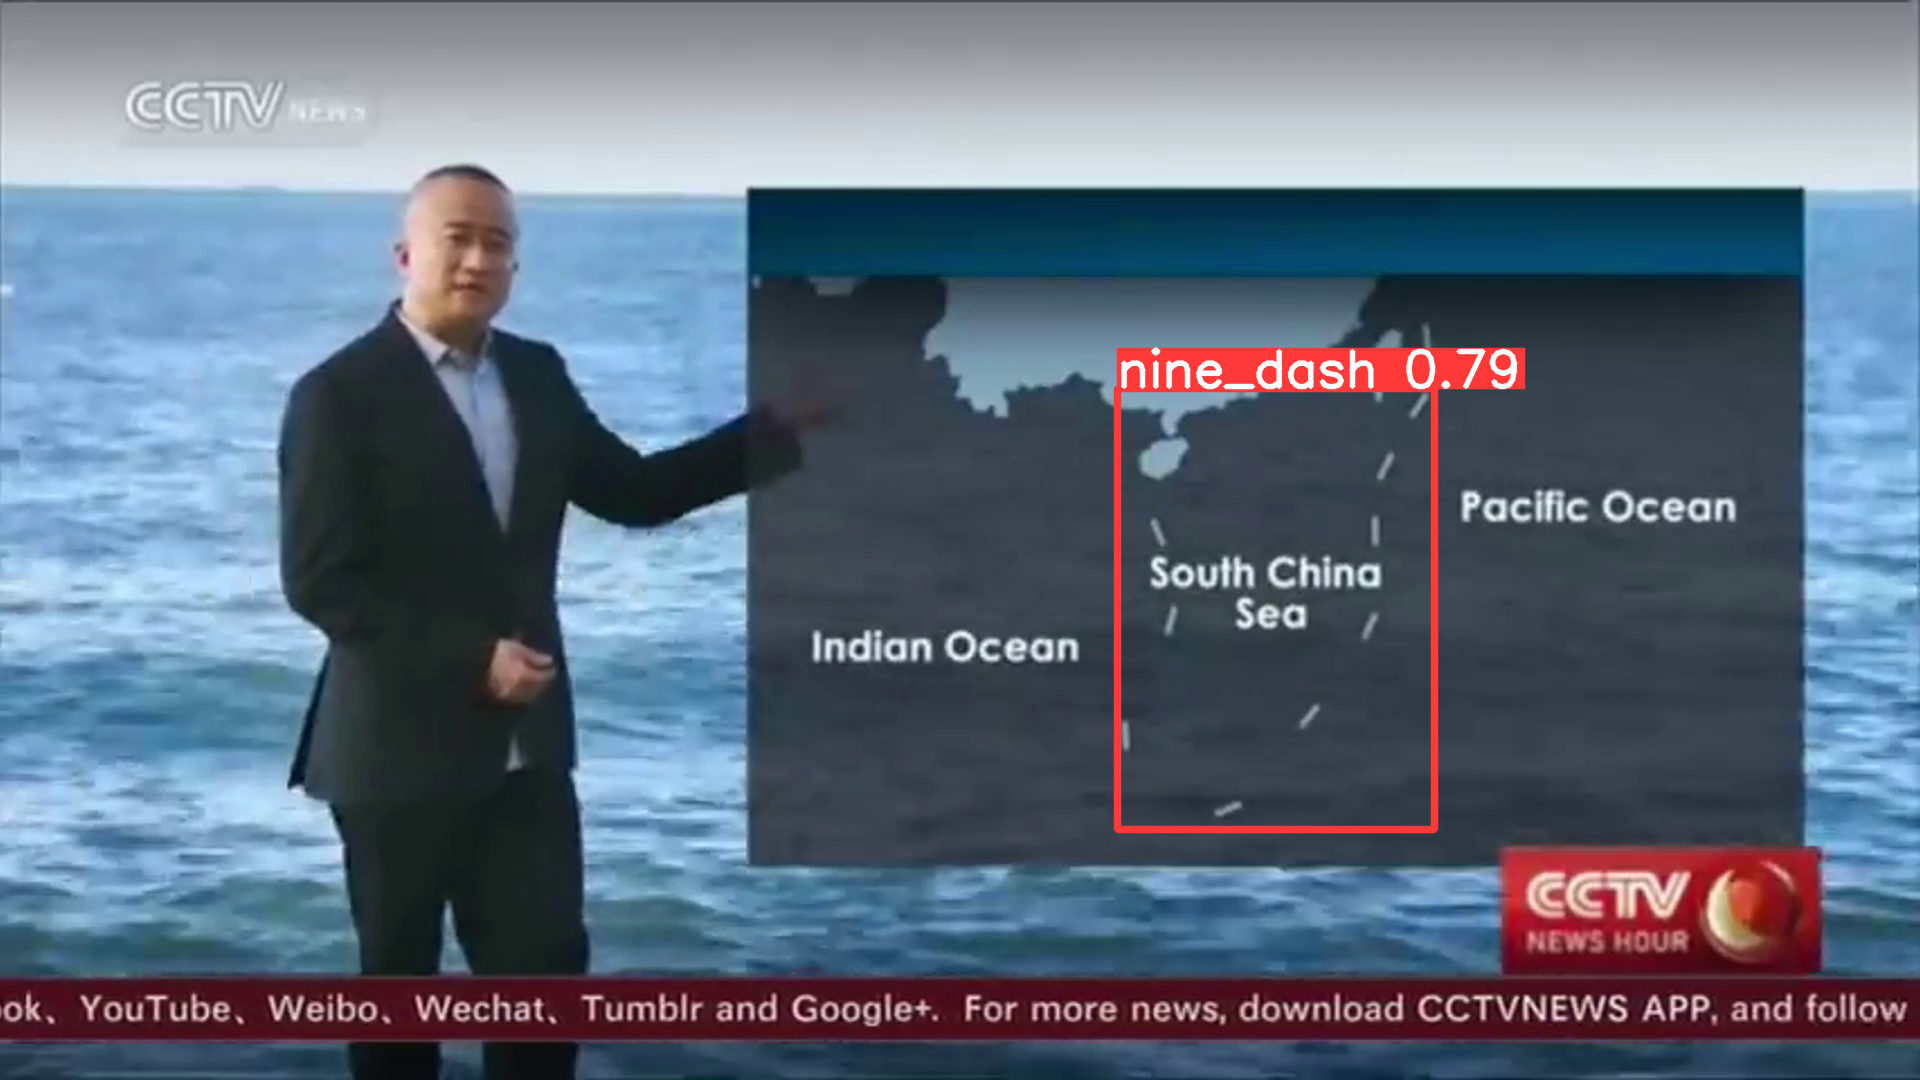 CCTV NEWS
nine_dash 0.79
Pacific Ocean
South China
Sea
Indian Ocean
CCTV
NEWS HOUR
ok、YouTube、Weibo、Wechat、Tumblr and Google+. For more news, download CCTVNEWS APP, and follow